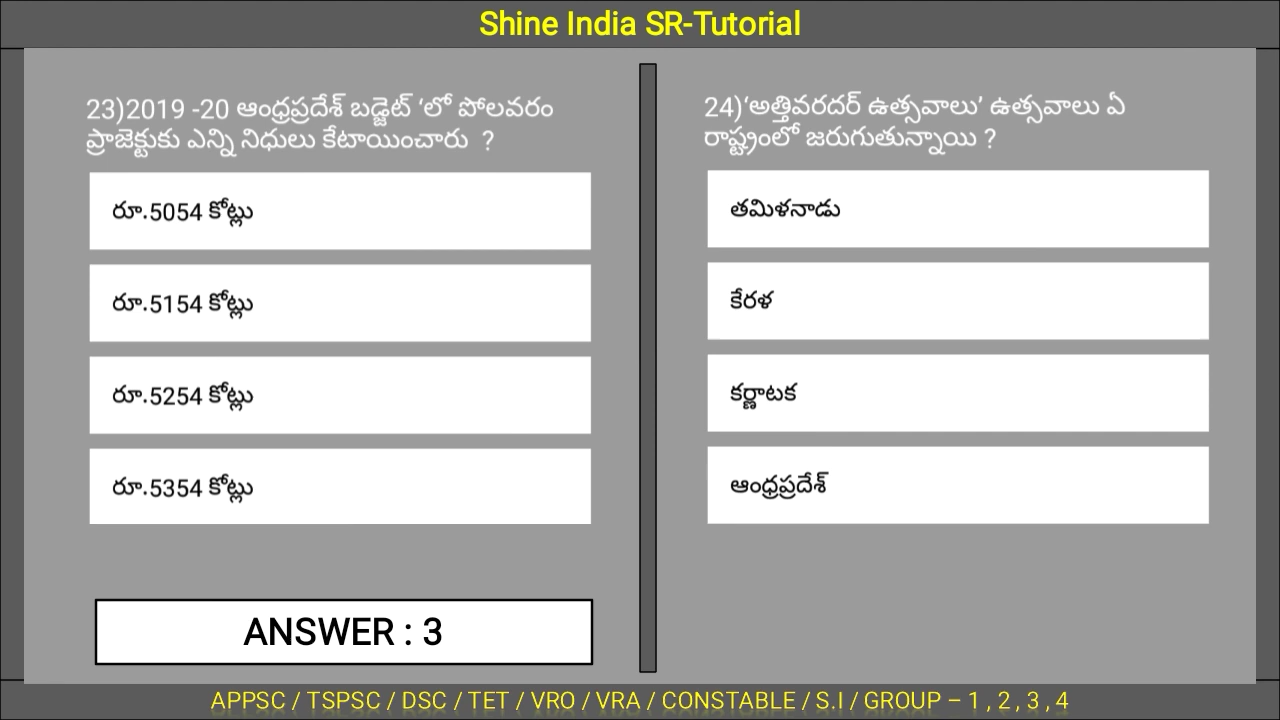 Shine India SR-Tutorial
23)2019 -20 ఆంధ్రప్రదేశ్ బడ్జెట్ ‘లో పోలవరం
ప్రాజెక్టుకు ఎన్ని నిధులు కేటాయించారు ?
రూ.5054 కోట్లు
రూ.5154 కోట్లు
రూ.5254 కోట్లు
రూ.5354 కోట్లు
ANSWER : 3
24)‘అత్తివరదర్ ఉత్సవాలు’ ఉత్సవాలు ఏ
రాష్ట్రంలో జరుగుతున్నాయి ?
తమిళనాడు
కేరళ
కర్ణాటక
ఆంధ్రప్రదేశ్
APPSC / TSPSC / DSC / TET / VRO / VRA / CONSTABLE / S.I / GROUP – 1 , 2 , 3 , 4